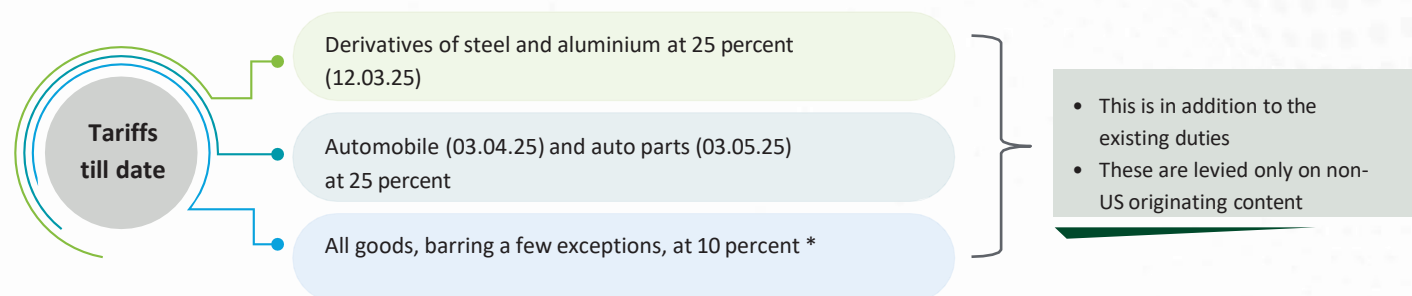 Tariffs
till date
Derivatives of steel and aluminium at 25 percent
(12.03.25)
Automobile (03.04.25) and auto parts (03.05.25)
at 25 percent
All goods, barring a few exceptions, at 10 percent *
• This is in addition to the
existing duties
• These are levied only on non-
US originating content